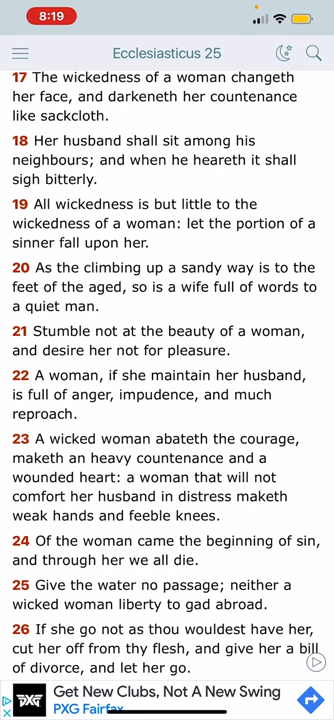 8:19
Ecclesiasticus 25
17 The wickedness of a woman changeth
her face, and darkeneth her countenance
like sackcloth.
18 Her husband shall sit among his
neighbours; and when he heareth it shall
sigh bitterly.
19 All wickedness is but little to the
wickedness of a woman: let the portion of a
sinner fall upon her.
20 As the climbing up a sandy way is to the
feet of the aged, so is a wife full of words to
a quiet man.
21 Stumble not at the beauty of a woman,
and desire her not for pleasure.
22 A woman, if she maintain her husband,
is full of anger, impudence, and much
reproach.
23 A wicked woman abateth the courage,
maketh an heavy countenance and a
wounded heart: a woman that will not
comfort her husband in distress maketh
weak hands and feeble knees.
24 Of the woman came the beginning of sin,
and through her we all die.
25 Give the water no passage; neither a
wicked woman liberty to gad abroad.
26 If she go not as thou wouldest have her,
cut her off from thy flesh, and give her a bill
of divorce, and let her go.
PXG
Get New Clubs, Not A New Swing
PXG Fairfax